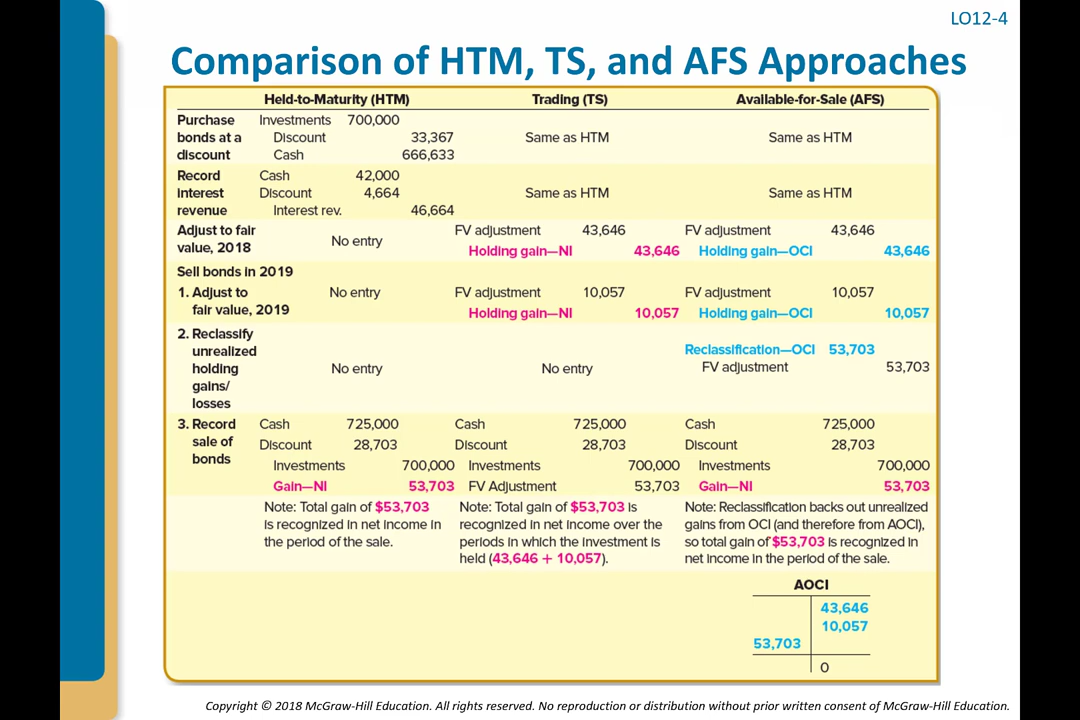 LO12-4
Comparison of HTM, TS, and AFS Approaches
Held-to-Maturity (HTM) Trading (TS) Available-for-Sale (AFS)
Purchase Investments 700,000
bonds at a Discount 33,367 Same as HTM Same as HTM
discount Cash 666,633
Record Cash 42,000
interest Discount 4,664 Same as HTM Same as HTM
revenue Interest rev. 46,664
Adjust to fair FV adjustment 43,646 FV adjustment 43,646
value, 2018 No entry Holding gain—NI 43,646 Holding gain—OCI 43,646
Sell bonds in 2019
1. Adjust to No entry FV adjustment 10,057 FV adjustment 10,057
fair value, 2019 Holding gain—NI 10,057 Holding gain—OCI 10,057
2. Reclassify
unrealized Reclassification—OCI 53,703
holding No entry No entry FV adjustment 53,703
gains/
losses
3. Record Cash 725,000 Cash 725,000 Cash 725,000
sale of Discount 28,703 Discount 28,703 Discount 28,703
bonds Investments 700,000 Investments 700,000 Investments 700,000
Gain—NI 53,703 FV Adjustment 53,703 Gain—NI 53,703
Note: Total gain of $53,703 Note: Total gain of $53,703 is Note: Reclassification backs out unrealized
is recognized in net income in recognized in net income over the gains from OCI (and therefore from AOCI),
the period of the sale. periods in which the investment is so total gain of $53,703 is recognized in
held (43,646 + 10,057). net income in the period of the sale.
AOCI
43,646
10,057
53,703
0
Copyright © 2018 McGraw-Hill Education. All rights reserved. No reproduction or distribution without prior written consent of McGraw-Hill Education.